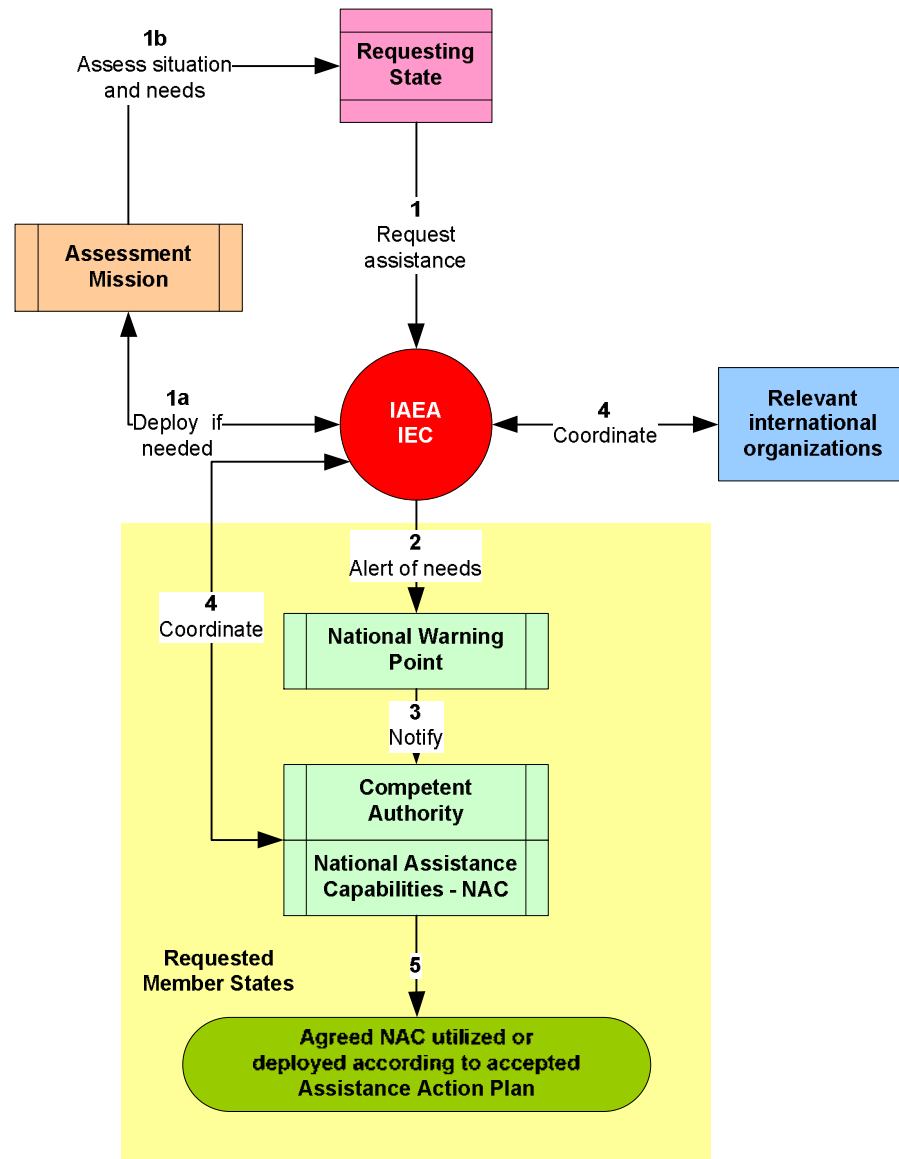 1b
Assess situation
and needs
Requesting
State
1
Request
assistance
Assessment
Mission
1a
Deploy if
needed
IAEA
IEC
4
Coordinate
Relevant
international
organizations
2
Alert of needs
4
Coordinate
National Warning
Point
3
Notify
Competent
Authority
National Assistance
Capabilities - NAC
Requested
Member States
5
Agreed NAC utilized or
deployed according to accepted
Assistance Action Plan